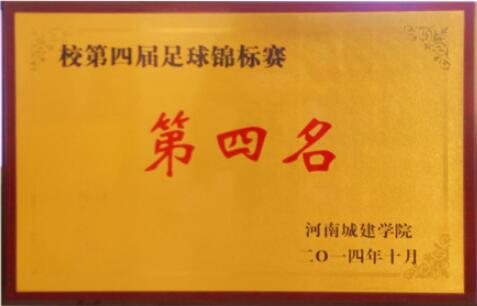 校第四届足球锦标赛
第四名
河南城建学院
二〇一四年十月